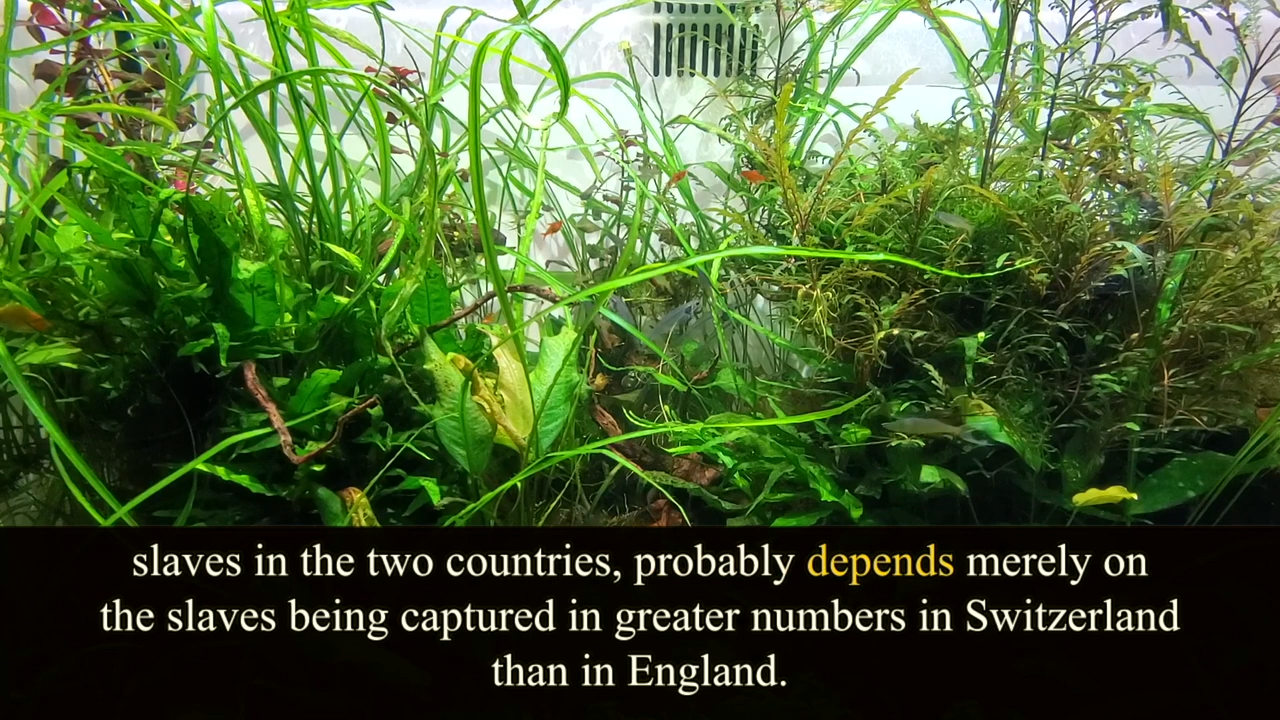 slaves in the two countries, probably depends merely on
the slaves being captured in greater numbers in Switzerland
than in England.